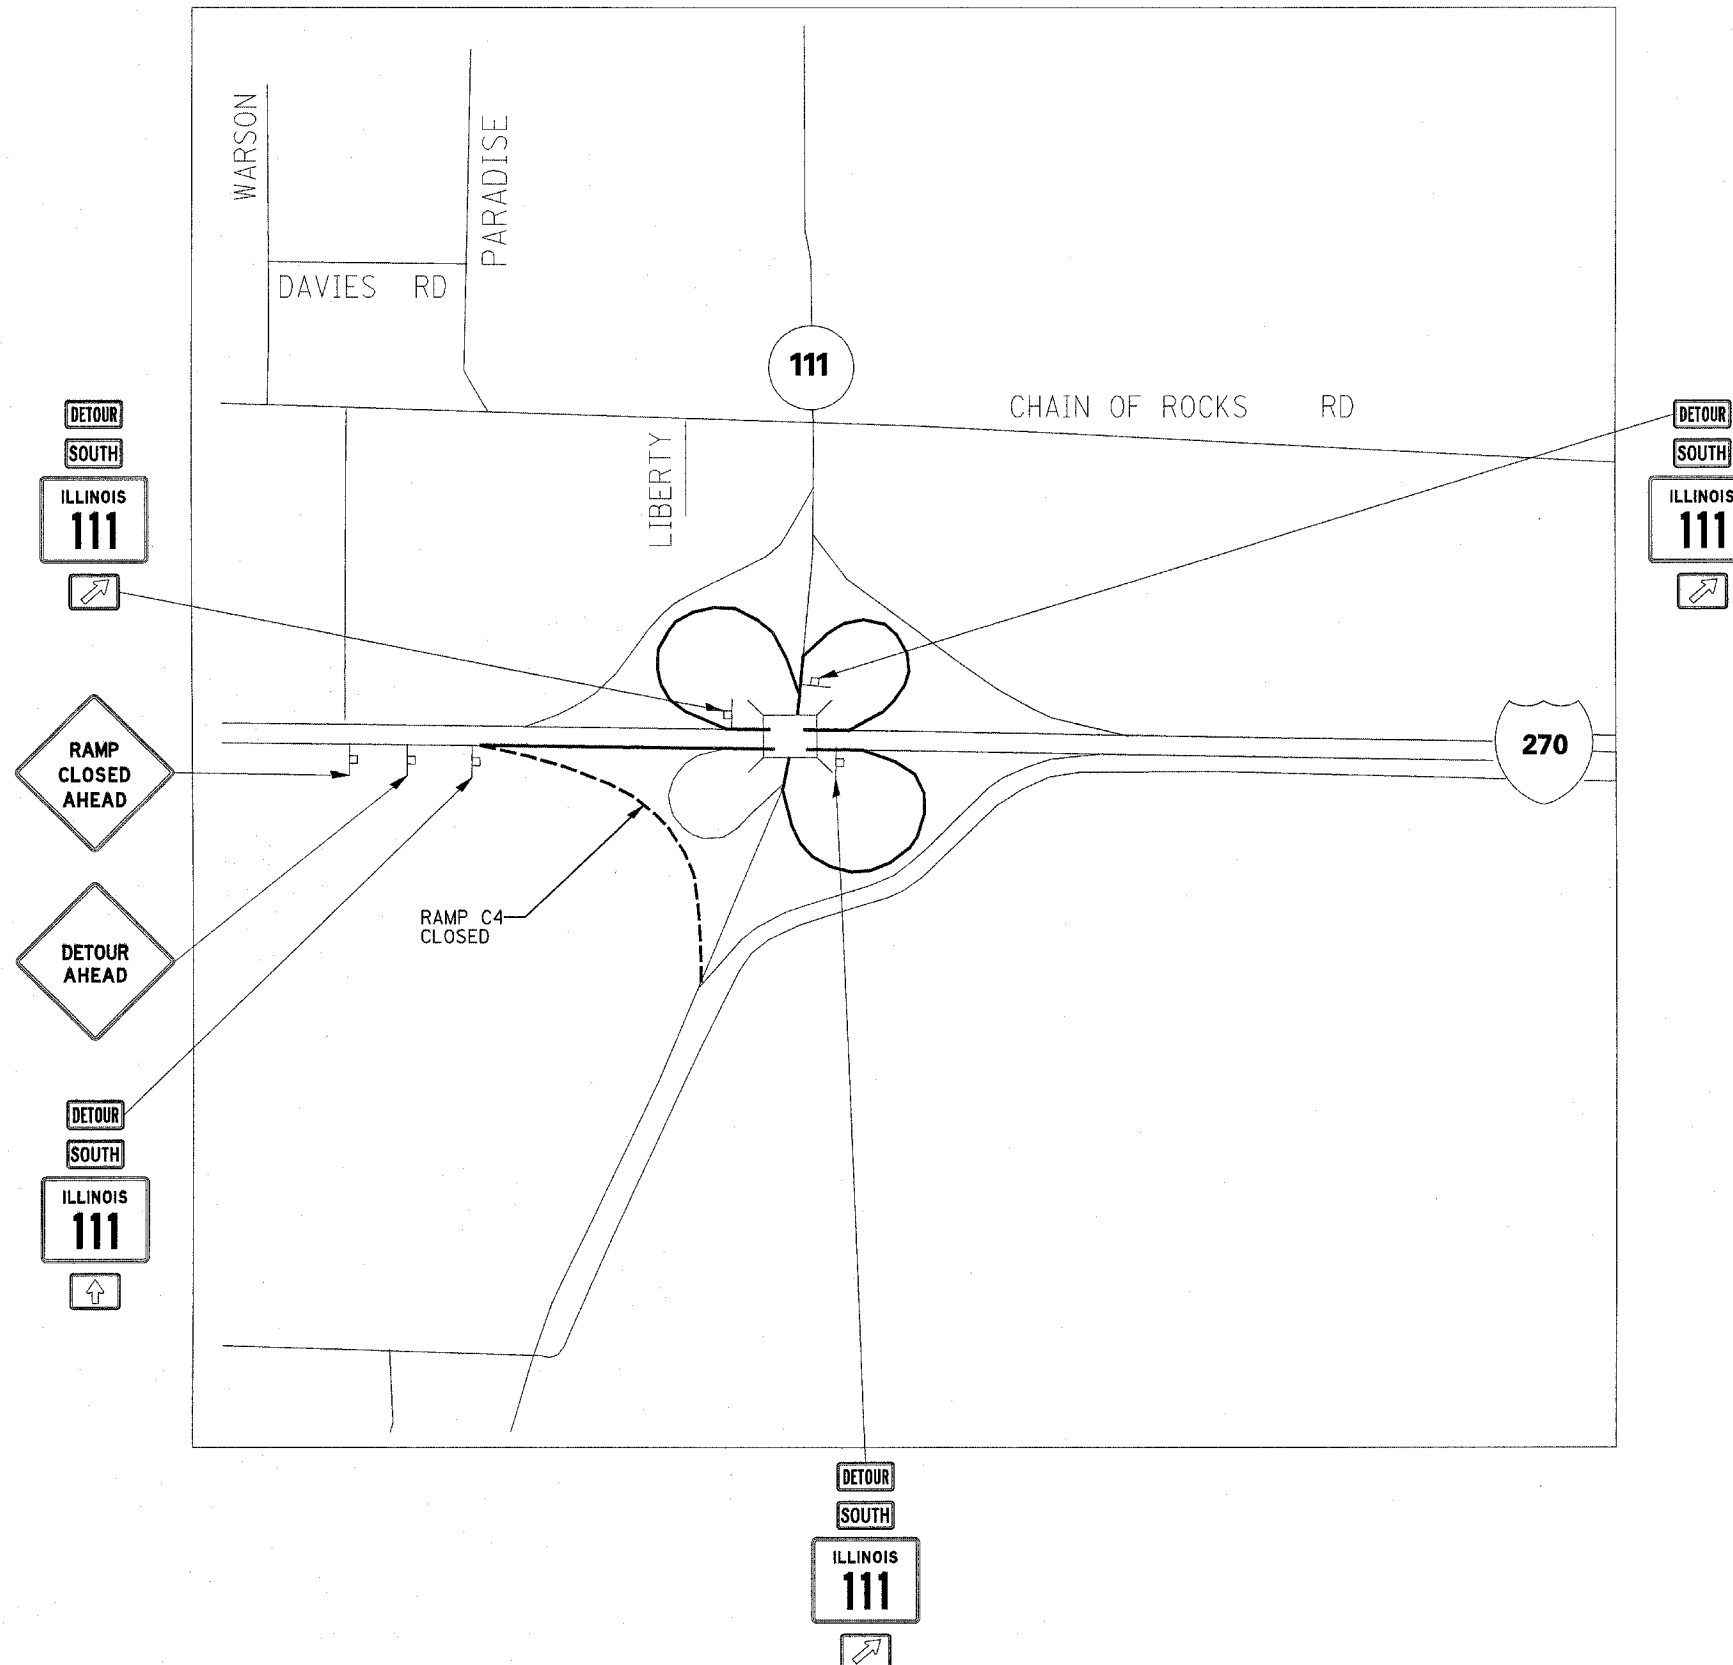 WARSON
PARADISE
DAVIES RD
111
CHAIN OF ROCKS RD
LIBERTY
DETOUR
SOUTH
ILLINOIS
111
DETOUR
SOUTH
ILLINOIS
111
RAMP
CLOSED
AHEAD
270
RAMP C4
CLOSED
DETOUR
AHEAD
DETOUR
SOUTH
ILLINOIS
111
DETOUR
SOUTH
ILLINOIS
111